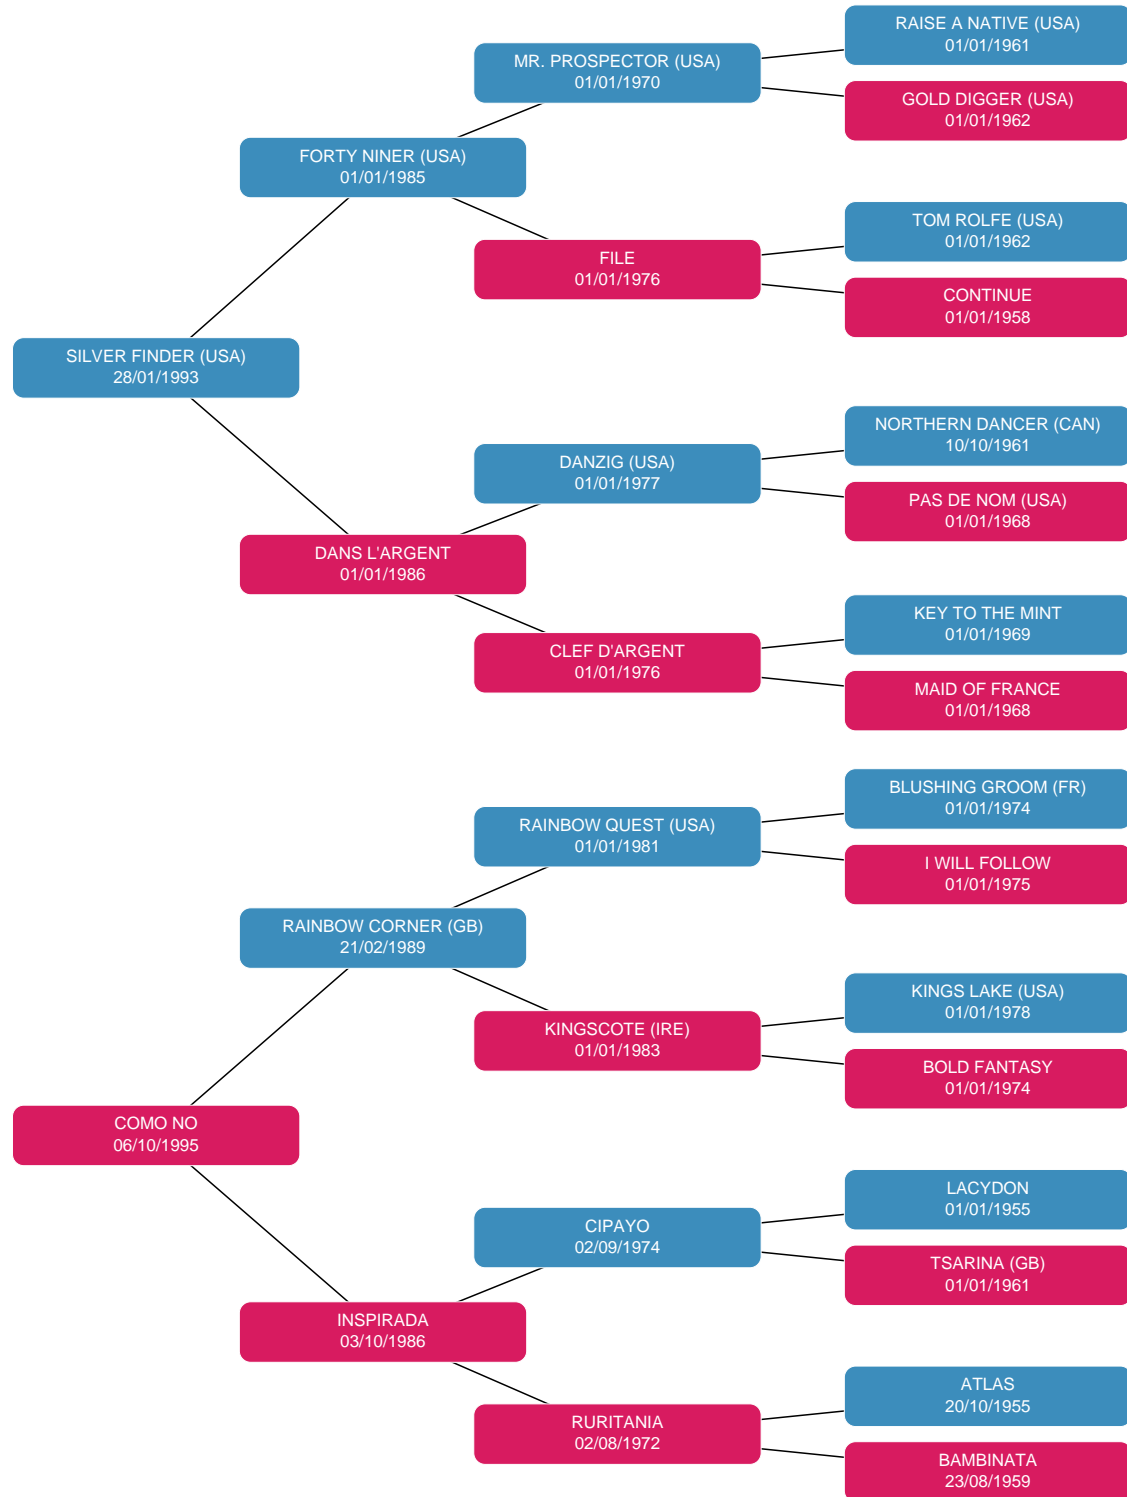 RAISE A NATIVE (USA)
01/01/1961
MR. PROSPECTOR (USA)
01/01/1970
GOLD DIGGER (USA)
01/01/1962
FORTY NINER (USA)
01/01/1985
TOM ROLFE (USA)
01/01/1962
FILE
01/01/1976
CONTINUE
01/01/1958
SILVER FINDER (USA)
28/01/1993
NORTHERN DANCER (CAN)
10/10/1961
DANZIG (USA)
01/01/1977
PAS DE NOM (USA)
01/01/1968
DANS L'ARGENT
01/01/1986
KEY TO THE MINT
01/01/1969
CLEF D'ARGENT
01/01/1976
MAID OF FRANCE
01/01/1968
BLUSHING GROOM (FR)
01/01/1974
RAINBOW QUEST (USA)
01/01/1981
I WILL FOLLOW
01/01/1975
RAINBOW CORNER (GB)
21/02/1989
KINGS LAKE (USA)
01/01/1978
KINGSCOTE (IRE)
01/01/1983
BOLD FANTASY
01/01/1974
COMO NO
06/10/1995
LACYDON
01/01/1955
CIPAYO
02/09/1974
TSARINA (GB)
01/01/1961
INSPIRADA
03/10/1986
ATLAS
20/10/1955
RURITANIA
02/08/1972
BAMBINATA
23/08/1959